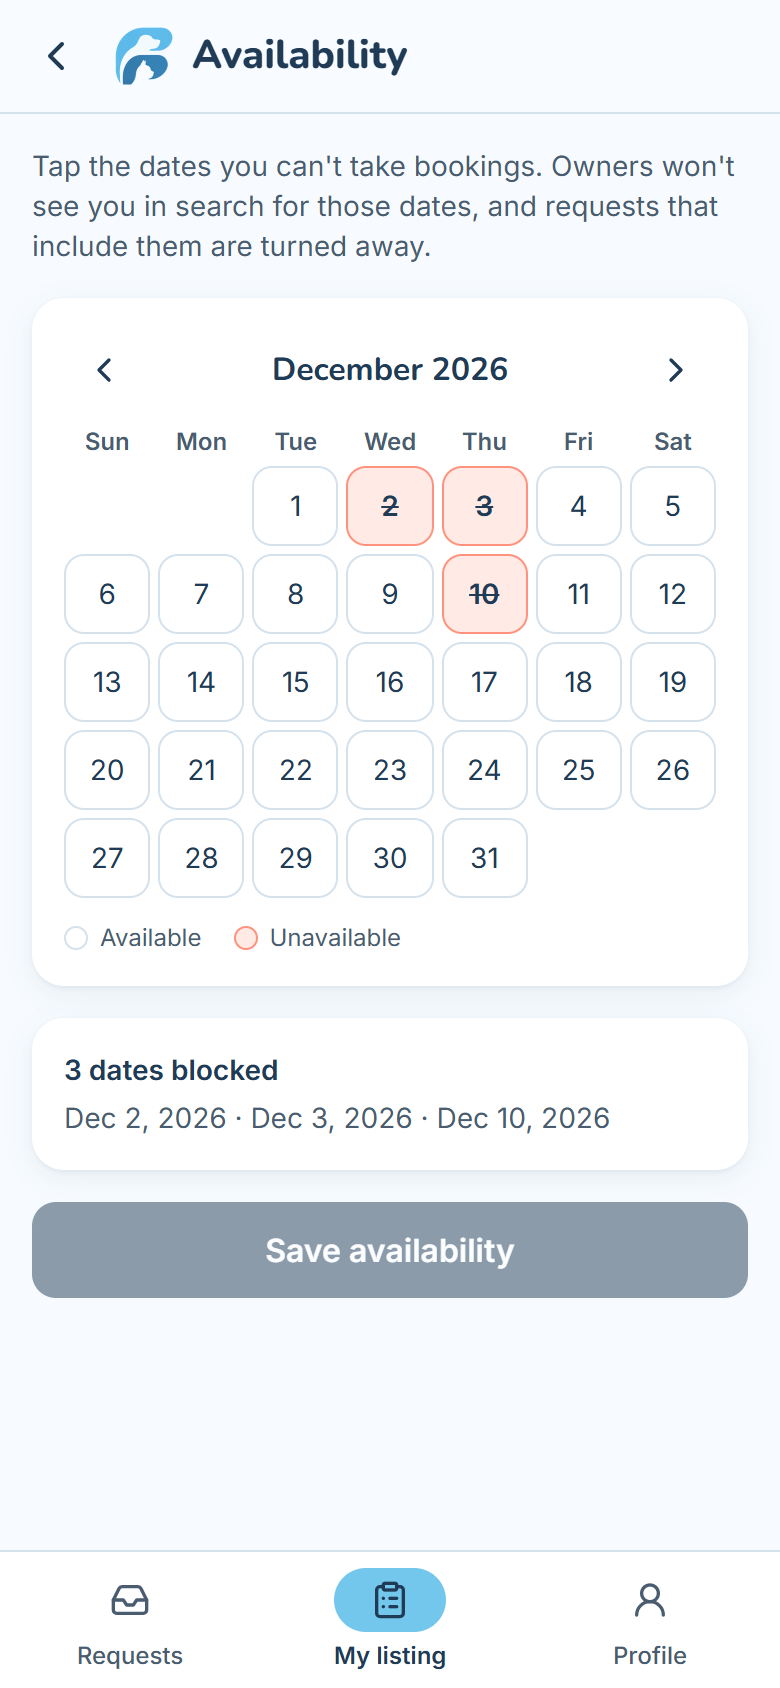 Availability
Tap the dates you can't take bookings. Owners won't
see you in search for those dates, and requests that
include them are turned away.
December 2026
Sun Mon Tue Wed Thu Fri Sat
1 2 3 4 5
6 7 8 9 10 11 12
13 14 15 16 17 18 19
20 21 22 23 24 25 26
27 28 29 30 31
Available Unavailable
3 dates blocked
Dec 2, 2026 · Dec 3, 2026 · Dec 10, 2026
Save availability
Requests My listing Profile